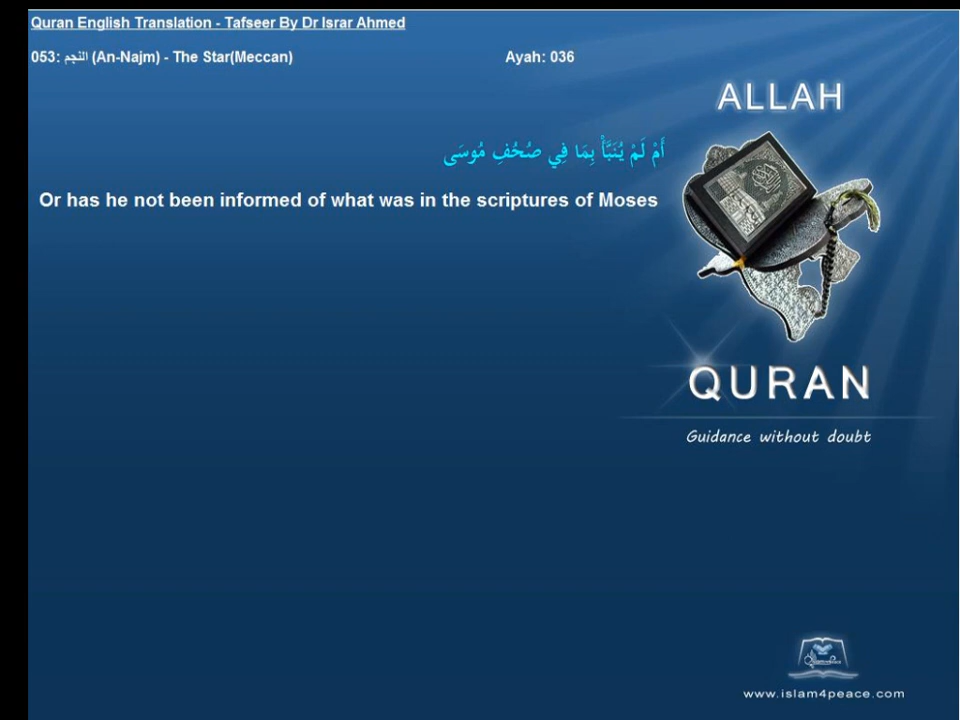 Quran English Translation - Tafseer By Dr Israr Ahmed
053: النجم (An-Najm) - The Star(Meccan) Ayah: 036
ALLAH
أَمْ لَمْ يُنَبَّأْ بِمَا فِي صُحُفِ مُوسَى
Or has he not been informed of what was in the scriptures of Moses
QURAN
Guidance without doubt
www.islam4peace.com